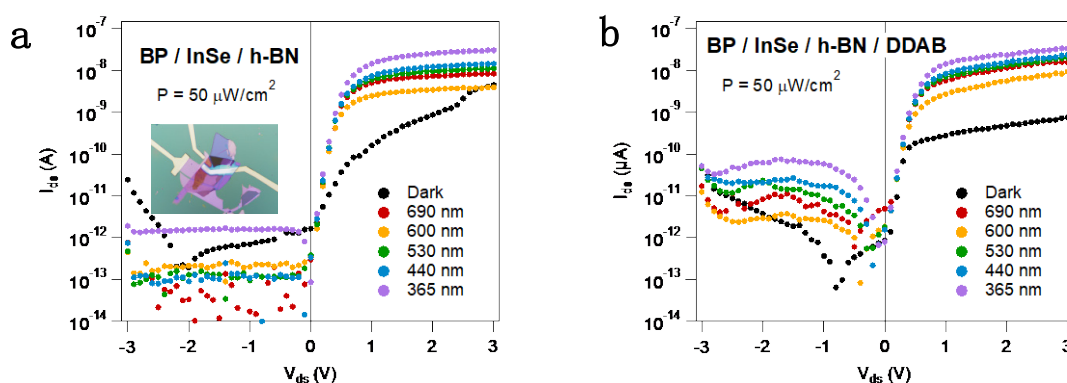 a
BP / InSe / h-BN
P = 50 μW/cm²
10⁻⁷
10⁻⁸
10⁻⁹
10⁻¹⁰
10⁻¹¹
10⁻¹²
10⁻¹³
10⁻¹⁴
I_ds (A)
Dark
690 nm
600 nm
530 nm
440 nm
365 nm
-3 -2 -1 0 1 2 3
V_ds (V)
b
BP / InSe / h-BN / DDAB
P = 50 μW/cm²
10⁻⁷
10⁻⁸
10⁻⁹
10⁻¹⁰
10⁻¹¹
10⁻¹²
10⁻¹³
10⁻¹⁴
I_ds (μA)
Dark
690 nm
600 nm
530 nm
440 nm
365 nm
-3 -2 -1 0 1 2 3
V_ds (V)